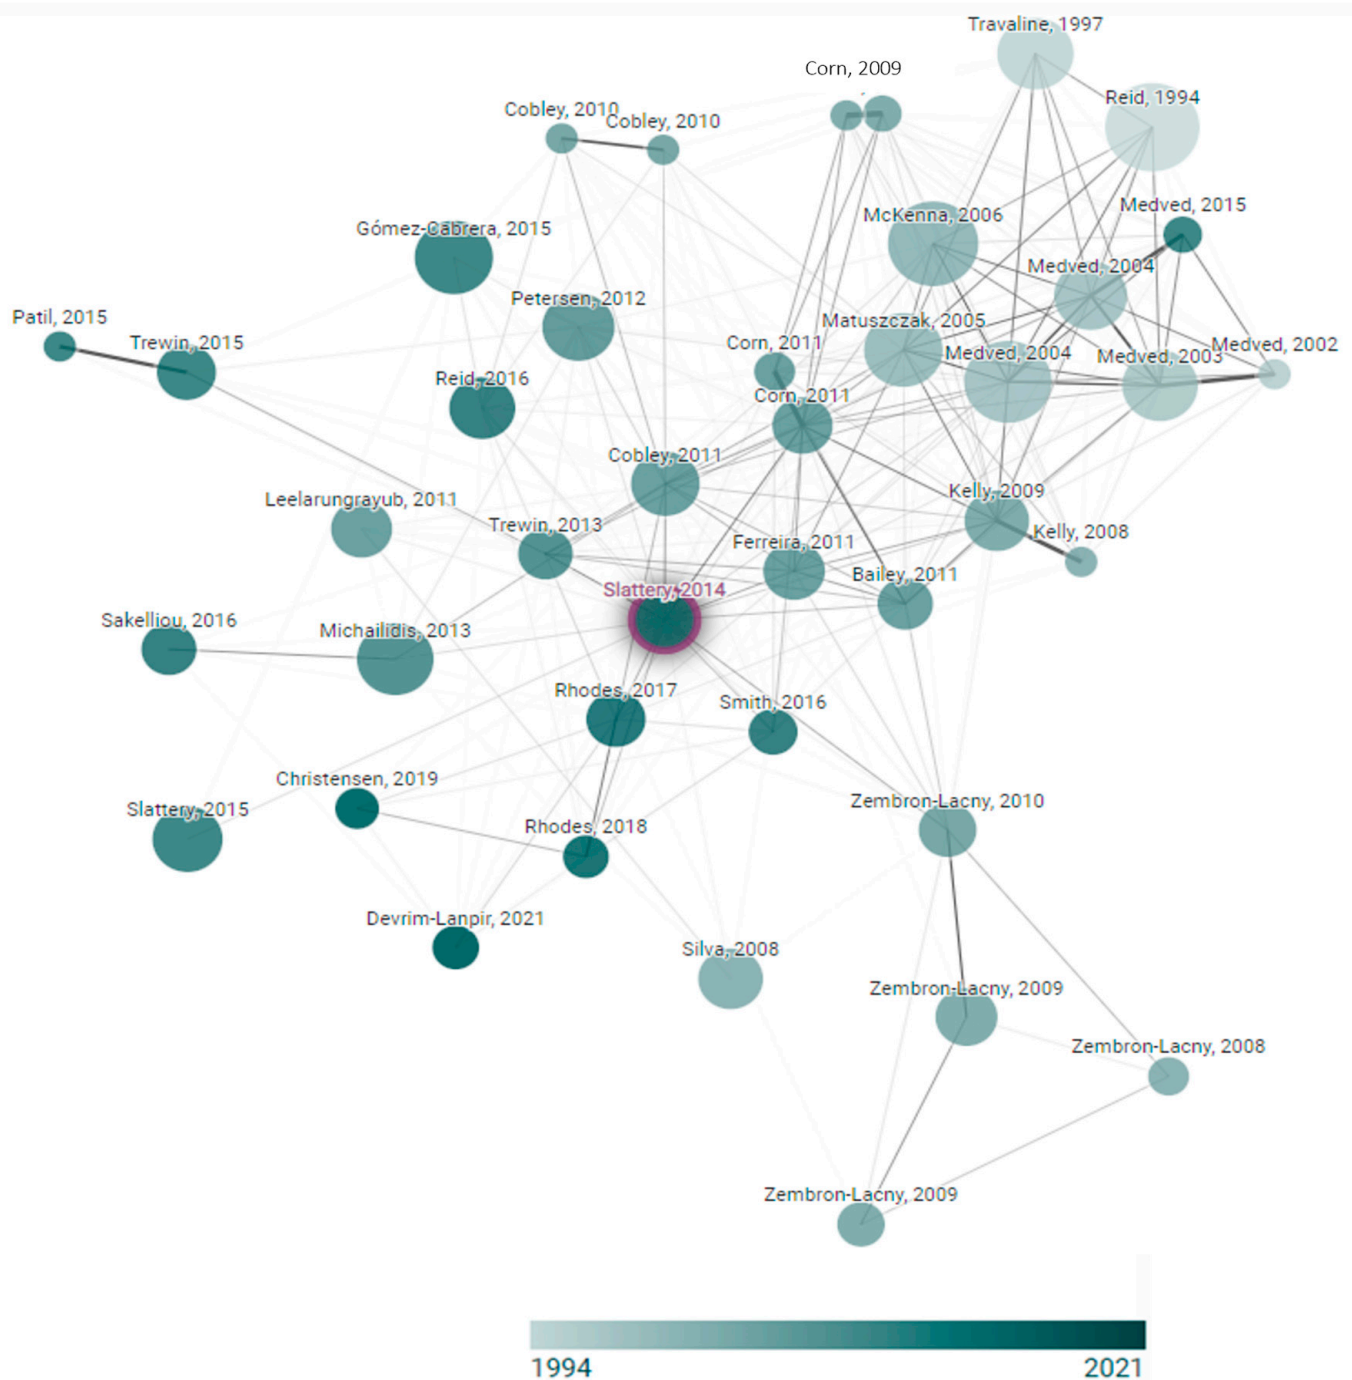 Travaline, 1997
Corn, 2009
Reid, 1994
Cobley, 2010
Cobley, 2010
Medved, 2015
McKenna, 2006
Gómez-Cabrera, 2015
Medved, 2004
Petersen, 2012
Patil, 2015
Matuszczak, 2005
Trewin, 2015
Corn, 2011
Medved, 2002
Medved, 2004
Medved, 2003
Reid, 2016
Corn, 2011
Cobley, 2011
Kelly, 2009
Leelarungrayub, 2011
Trewin, 2013
Kelly, 2008
Ferreira, 2011
Bailey, 2011
Slattery, 2014
Sakelliou, 2016
Michailidis, 2013
Rhodes, 2017
Smith, 2016
Christensen, 2019
Zembron-Lacny, 2010
Slattery, 2015
Rhodes, 2018
Devrim-Lanpir, 2021
Silva, 2008
Zembron-Lacny, 2009
Zembron-Lacny, 2008
Zembron-Lacny, 2009
1994
2021